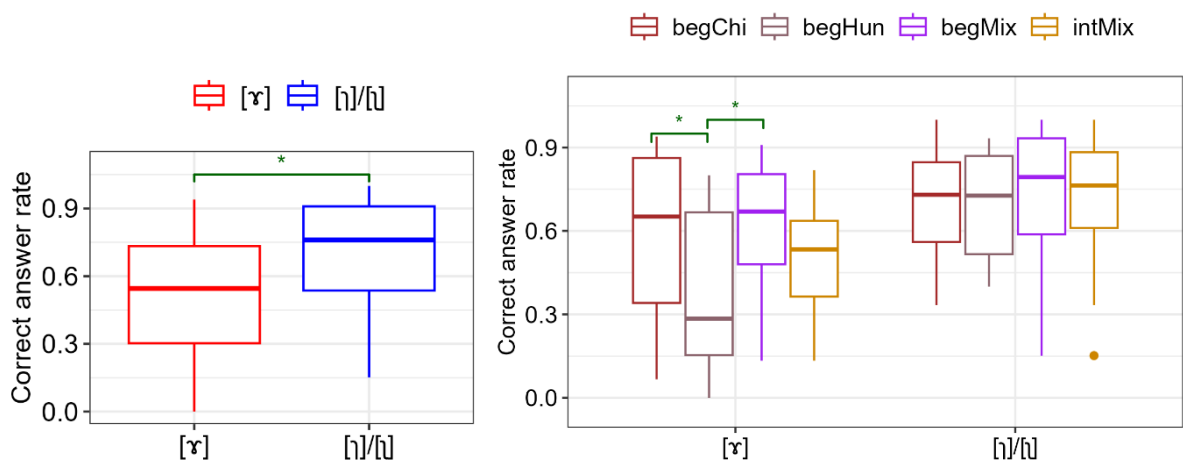 [ɤ] [ɿ]/[ʅ]
Correct answer rate
0.9
0.6
0.3
0.0
*
[ɤ] [ɿ]/[ʅ]
begChi begHun begMix intMix
Correct answer rate
0.9
0.6
0.3
0.0
* *
[ɤ] [ɿ]/[ʅ]